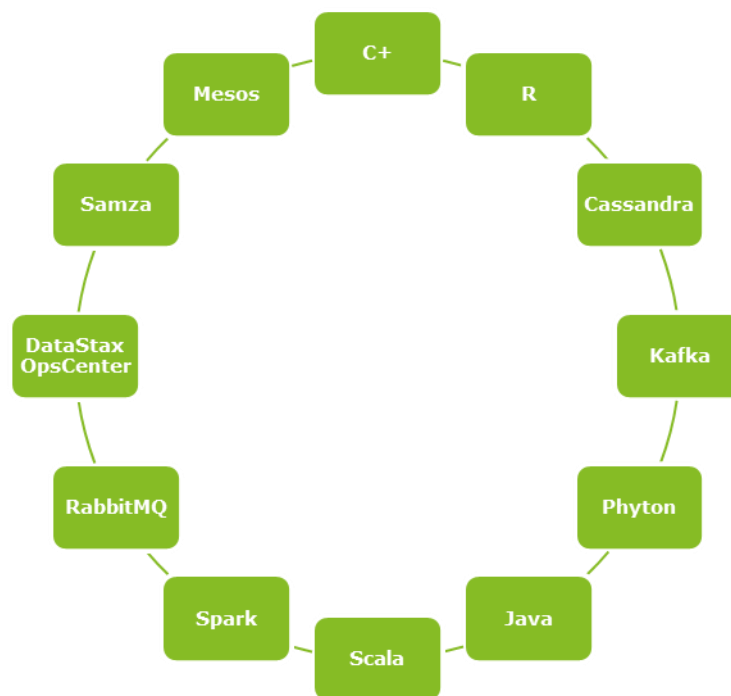 C+
R
Cassandra
Kafka
Phyton
Java
Scala
Spark
RabbitMQ
DataStax
OpsCenter
Samza
Mesos